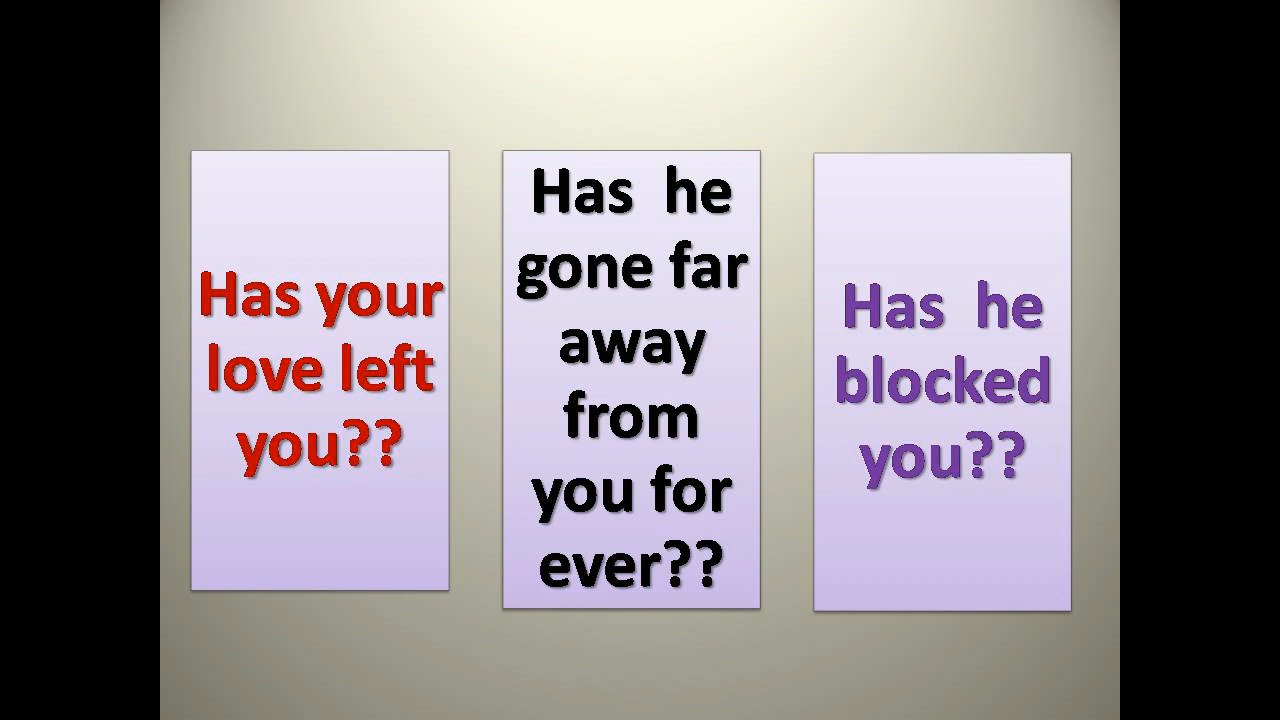 Has your
love left
you??
Has  he
gone far
away
from
you for
ever??
Has  he
blocked
you??